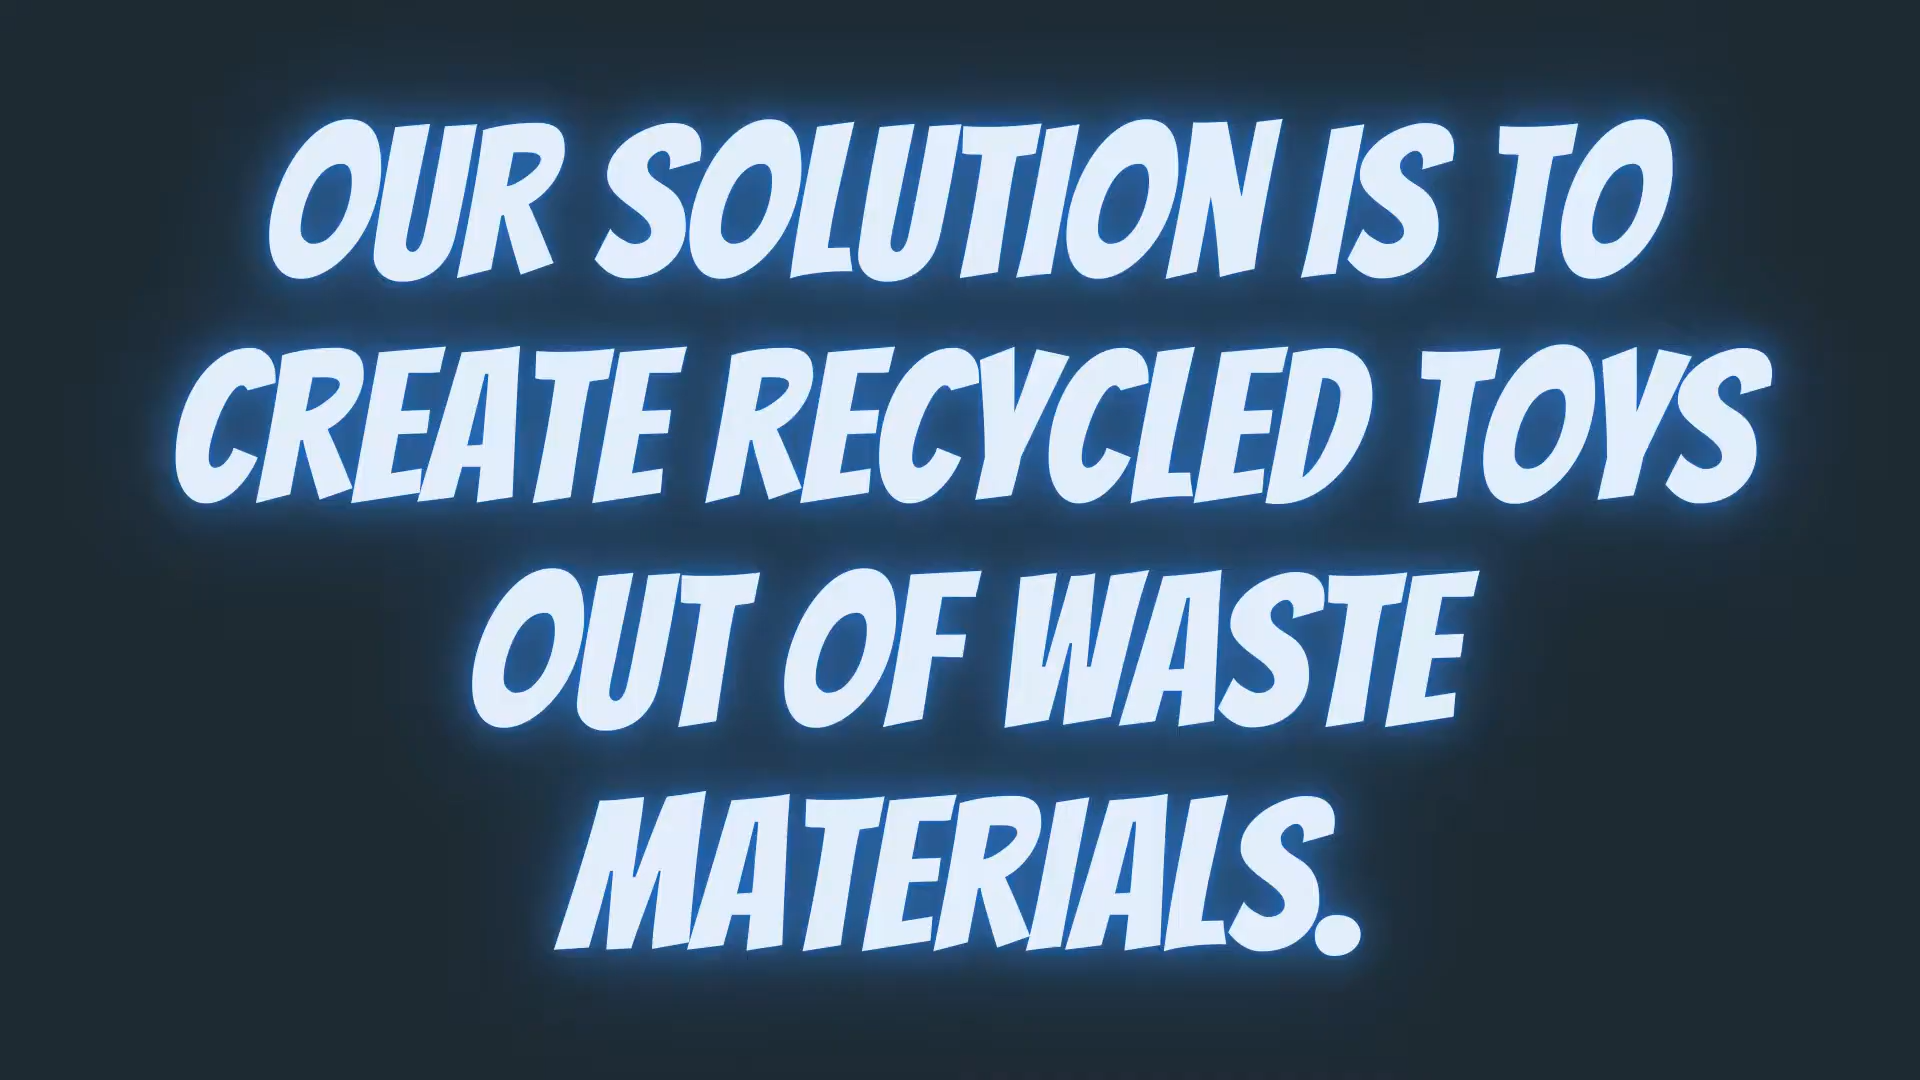 OUR SOLUTION IS TO
CREATE RECYCLED TOYS
OUT OF WASTE
MATERIALS.